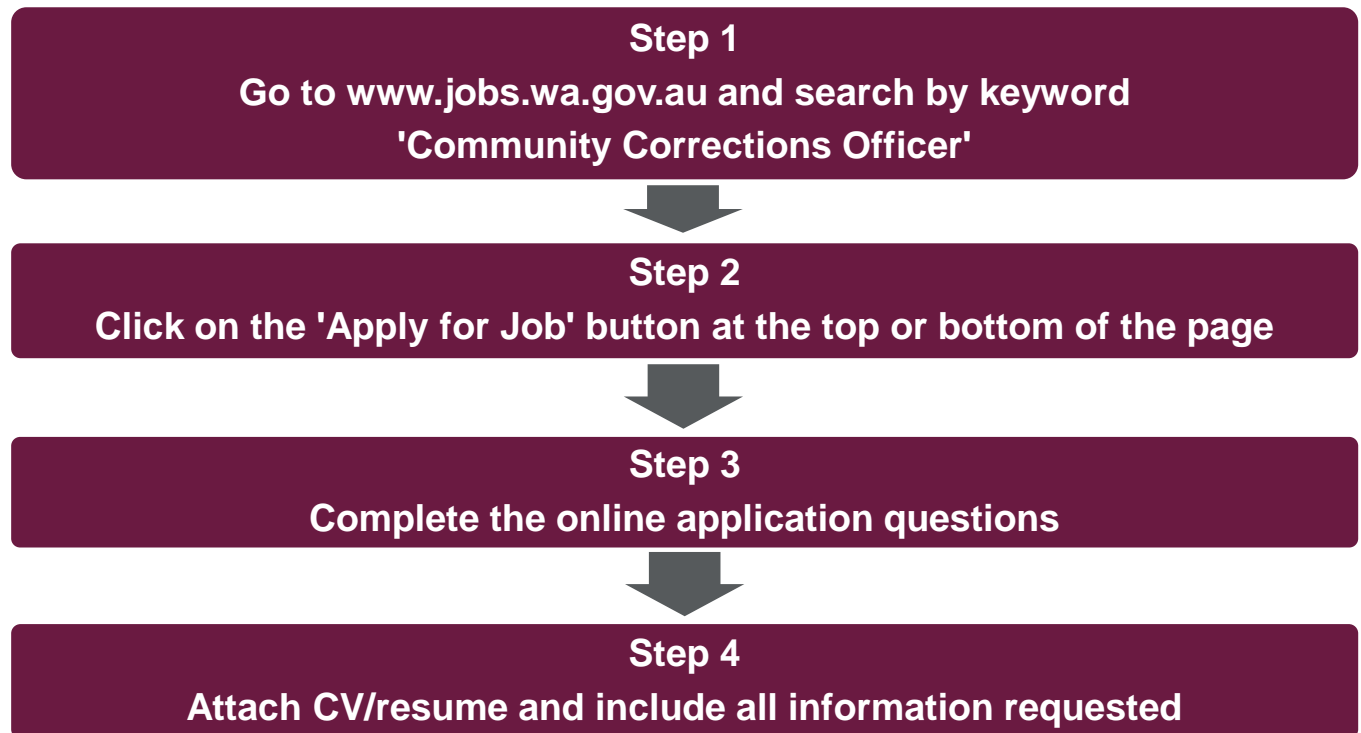 Step 1
Go to www.jobs.wa.gov.au and search by keyword
'Community Corrections Officer'
Step 2
Click on the 'Apply for Job' button at the top or bottom of the page
Step 3
Complete the online application questions
Step 4
Attach CV/resume and include all information requested